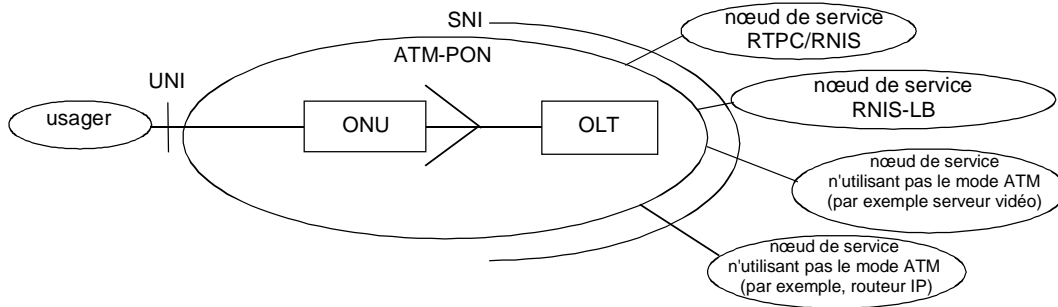 SNI
nœud de service
RTPC/RNIS
ATM-PON
UNI
nœud de service
RNIS-LB
usager
ONU
OLT
nœud de service
n'utilisant pas le mode ATM
(par exemple serveur vidéo)
nœud de service
n'utilisant pas le mode ATM
(par exemple, routeur IP)